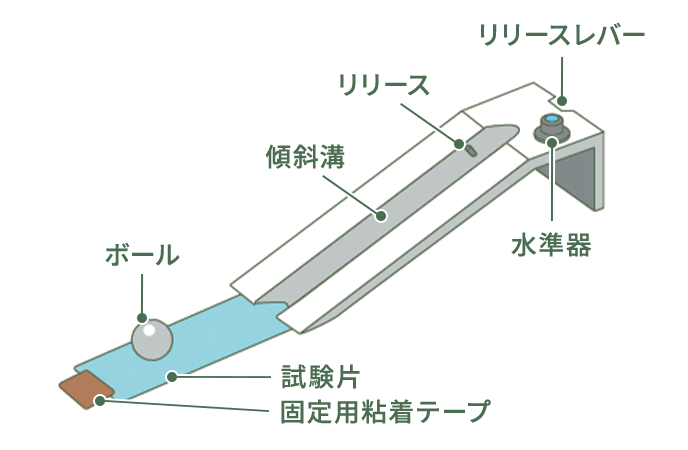 リリースレバー
リリース
傾斜溝
水準器
ボール
試験片
固定用粘着テープ